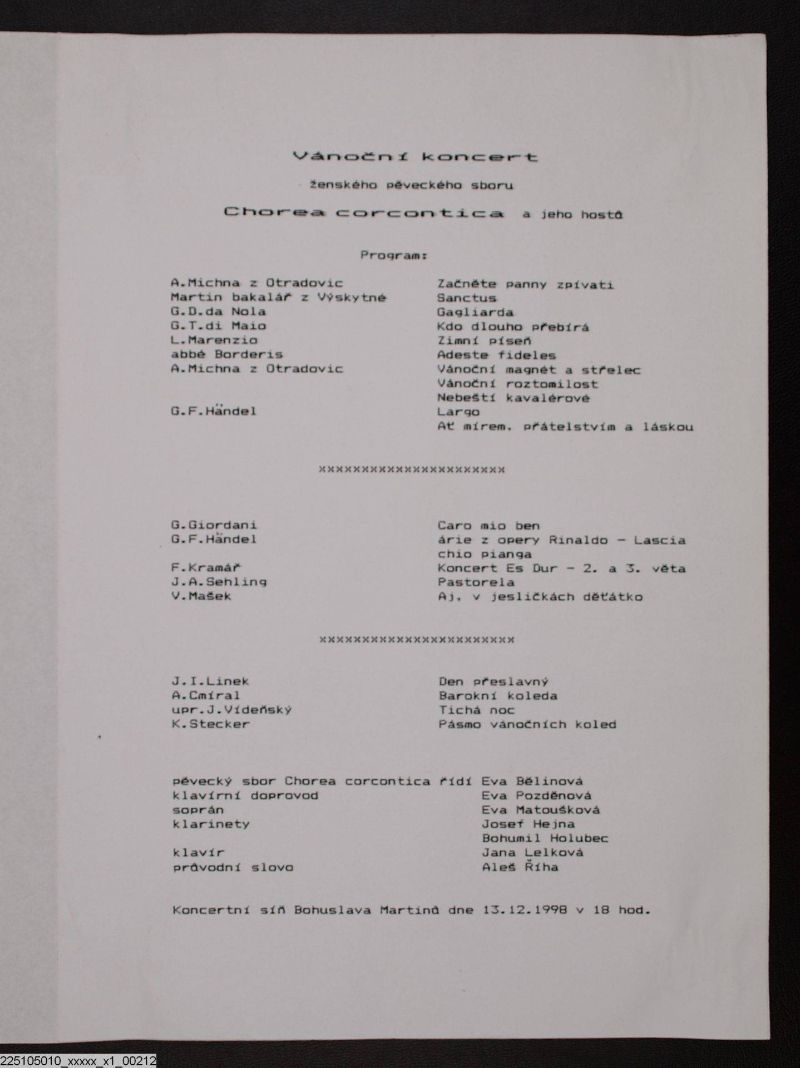 Vánoční koncert
ženského pěveckého sboru
Chorea corcontica a jeho hostů
Program:
A.Michna z Otradovic Začněte panny zpívati
Martin bakalář z Výskytné Sanctus
G.D.da Nola Gagliarda
G.T.di Maio Kdo dlouho přebírá
L.Marenzio Zimní píseň
abbé Borderis Adeste fideles
A.Michna z Otradovic Vánoční magnét a střelec
Vánoční roztomilost
Nebeští kavalérové
G.F.Händel Largo
Ať mírem, přátelstvím a láskou
xxxxxxxxxxxxxxxxxxxxxx
G.Giordani Caro mio ben
G.F.Händel árie z opery Rinaldo - Lascia
chio pianga
F.Kramář Koncert Es Dur - 2. a 3. věta
J.A.Sehling Pastorela
V.Mašek Aj, v jesličkách děťátko
xxxxxxxxxxxxxxxxxxxxxxx
J.I.Linek Den přeslavný
A.Cmíral Barokní koleda
upr.J.Vídeňský Tichá noc
K.Stecker Pásmo vánočních koled
pěvecký sbor Chorea corcontica řídí Eva Bělinová
klavírní doprovod Eva Pozděnová
soprán Eva Matoušková
klarinety Josef Hejna
Bohumil Holubec
klavír Jana Lelková
průvodní slovo Aleš Říha
Koncertní síň Bohuslava Martinů dne 13.12.1998 v 18 hod.
225105010_xxxxx_x1_00212